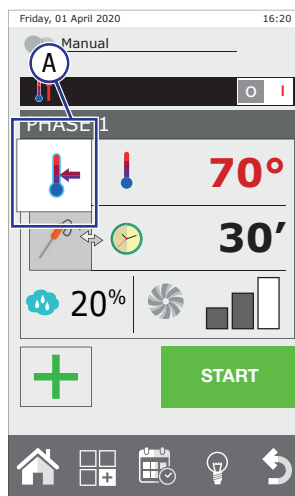 Friday, 01 April 2020 16:20
Manual
A
O I
PHASE 1
70°
30′
20%
START